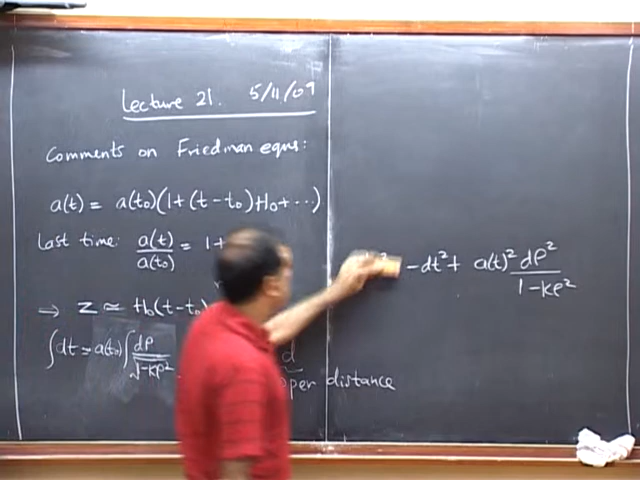 Lecture 21. 5/11/09
Comments on Friedman eqns:
a(t) = a(t₀)(1+(t-t₀)H₀+···)
Last time: a(t)/a(t₀) = 1+
⇒ z ≃ H₀(t-t₀
∫dt = a(t₀)∫dρ/√1-kρ² d
per distance
-dt²+ a(t)² dρ²/1-kρ²